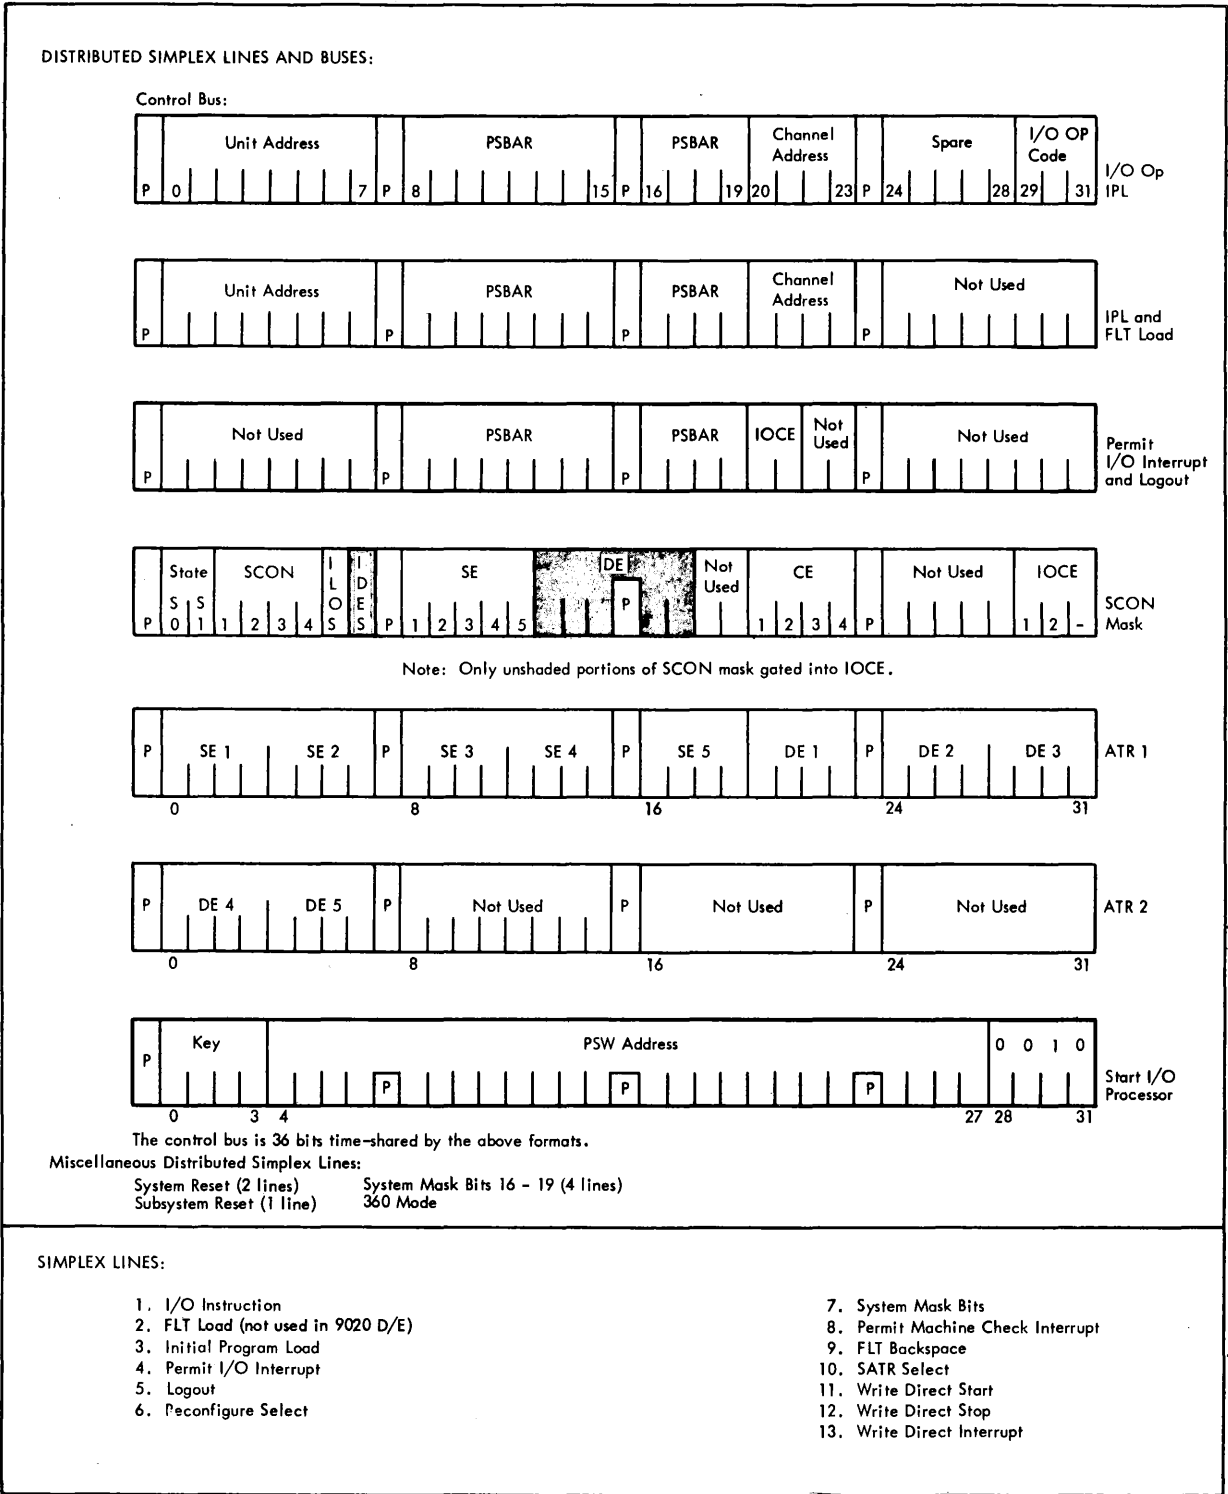 DISTRIBUTED SIMPLEX LINES AND BUSES:
Control Bus:
Unit Address PSBAR PSBAR Channel Address Spare I/O OP Code
P 0 7 P 8 15 P 16 19 20 23 P 24 28 29 31
I/O Op
IPL
Unit Address PSBAR PSBAR Channel Address Not Used
P P P P
IPL and
FLT Load
Not Used PSBAR PSBAR IOCE Not Used Not Used
P P P P
Permit
I/O Interrupt
and Logout
State SCON ILOS IDES SE DE Not Used CE Not Used IOCE
S S P
P 0 1 1 2 3 4 P 1 2 3 4 5 1 2 3 4 P 1 2 -
SCON
Mask
Note: Only unshaded portions of SCON mask gated into IOCE.
P SE 1 SE 2 P SE 3 SE 4 P SE 5 DE 1 P DE 2 DE 3 ATR 1
0 8 16 24 31
P DE 4 DE 5 P Not Used P Not Used P Not Used ATR 2
0 8 16 24 31
Key PSW Address 0 0 1 0
P P P P
Start I/O
Processor
0 3 4 27 28 31
The control bus is 36 bits time-shared by the above formats.
Miscellaneous Distributed Simplex Lines:
System Reset (2 lines) System Mask Bits 16 - 19 (4 lines)
Subsystem Reset (1 line) 360 Mode
SIMPLEX LINES:
1. I/O Instruction
2. FLT Load (not used in 9020 D/E)
3. Initial Program Load
4. Permit I/O Interrupt
5. Logout
6. Reconfigure Select
7. System Mask Bits
8. Permit Machine Check Interrupt
9. FLT Backspace
10. SATR Select
11. Write Direct Start
12. Write Direct Stop
13. Write Direct Interrupt